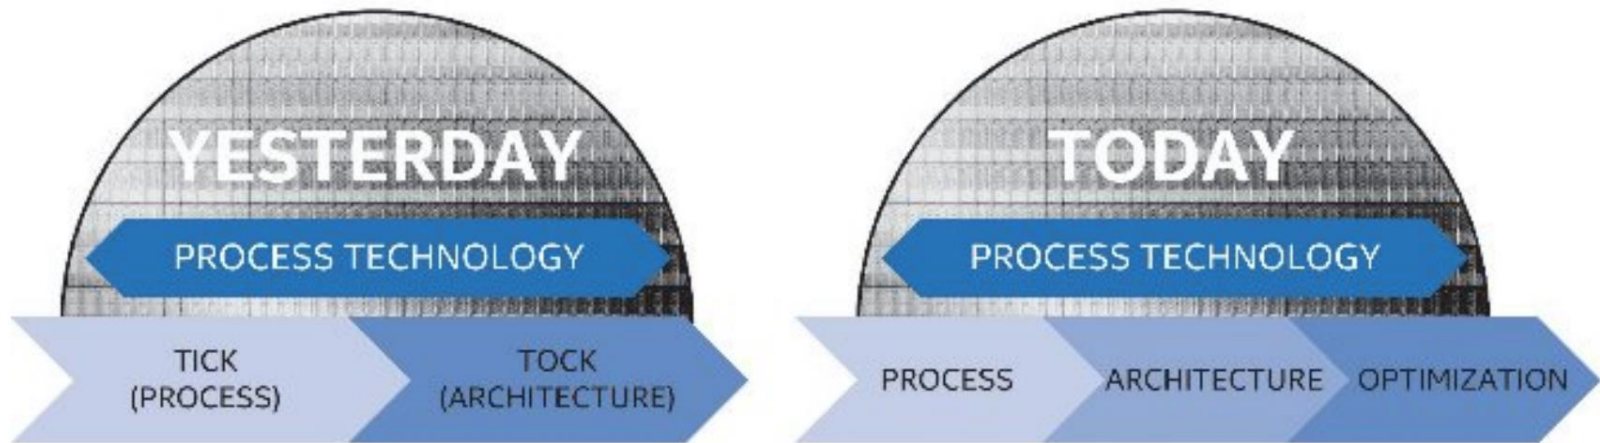 YESTERDAY
PROCESS TECHNOLOGY
TICK
(PROCESS)
TOCK
(ARCHITECTURE)
TODAY
PROCESS TECHNOLOGY
PROCESS
ARCHITECTURE
OPTIMIZATION